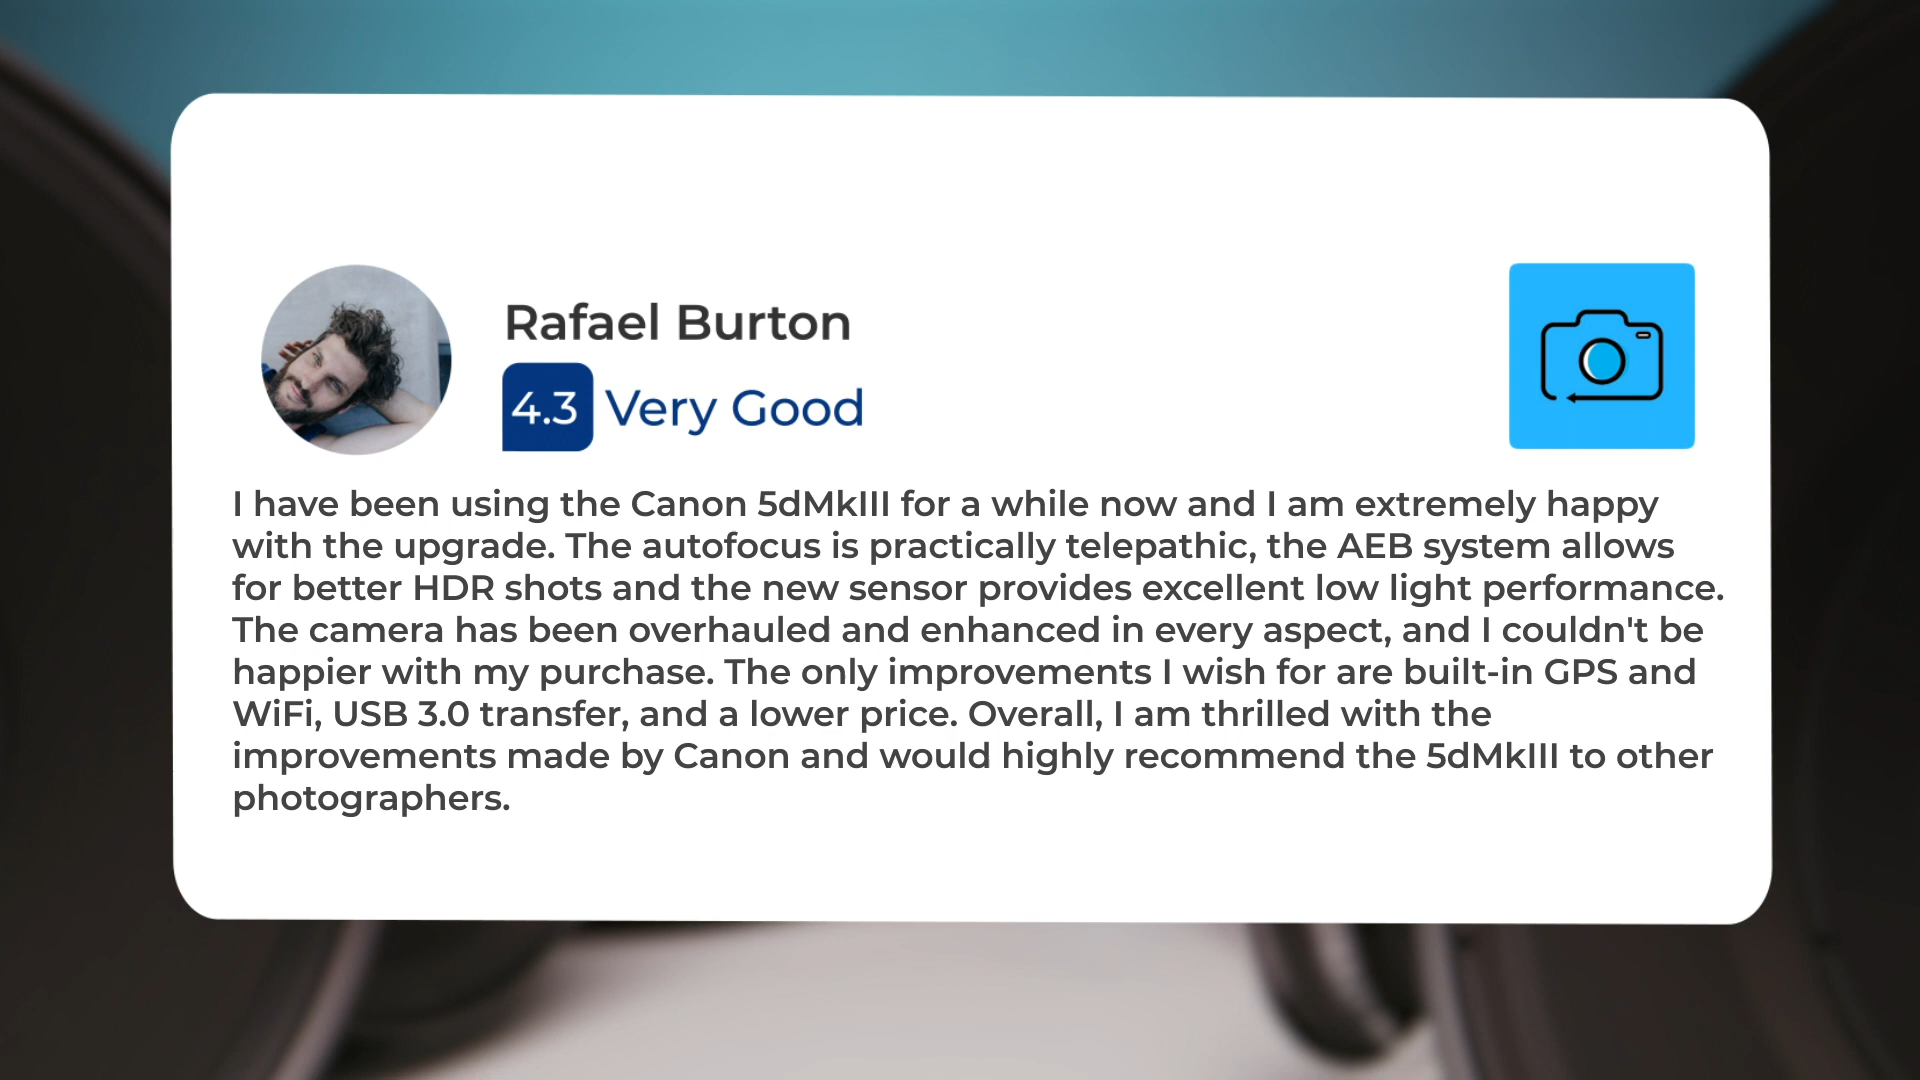 Rafael Burton
4.3 Very Good
I have been using the Canon 5dMkIII for a while now and I am extremely happy
with the upgrade. The autofocus is practically telepathic, the AEB system allows
for better HDR shots and the new sensor provides excellent low light performance.
The camera has been overhauled and enhanced in every aspect, and I couldn't be
happier with my purchase. The only improvements I wish for are built-in GPS and
WiFi, USB 3.0 transfer, and a lower price. Overall, I am thrilled with the
improvements made by Canon and would highly recommend the 5dMkIII to other
photographers.